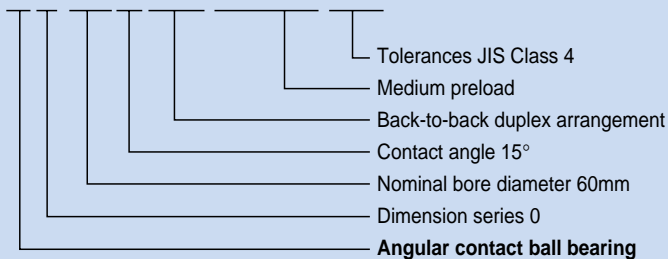 Tolerances JIS Class 4
Medium preload
Back-to-back duplex arrangement
Contact angle 15°
Nominal bore diameter 60mm
Dimension series 0
Angular contact ball bearing